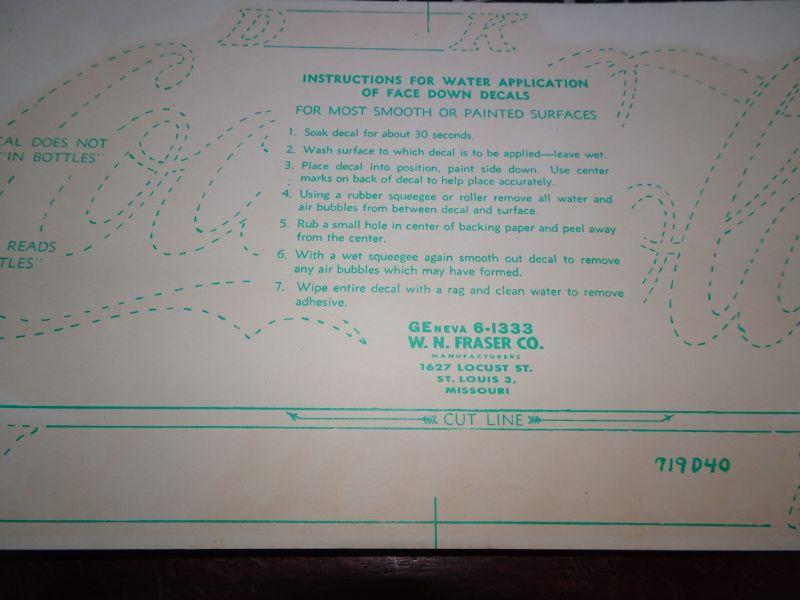 D K
INSTRUCTIONS FOR WATER APPLICATION
OF FACE DOWN DECALS
FOR MOST SMOOTH OR PAINTED SURFACES
CAL DOES NOT
"IN BOTTLES"
READS
TLES"
1. Soak decal for about 30 seconds.
2. Wash surface to which decal is to be applied—leave wet.
3. Place decal into position, paint side down. Use center
marks on back of decal to help place accurately.
4. Using a rubber squeegee or roller remove all water and
air bubbles from between decal and surface.
5. Rub a small hole in center of backing paper and peel away
from the center.
6. With a wet squeegee again smooth out decal to remove
any air bubbles which may have formed.
7. Wipe entire decal with a rag and clean water to remove
adhesive.
GEneva 6-1333
W. N. FRASER CO.
MANUFACTURERS
1627 LOCUST ST.
ST. LOUIS 3,
MISSOURI
CUT LINE
719D40